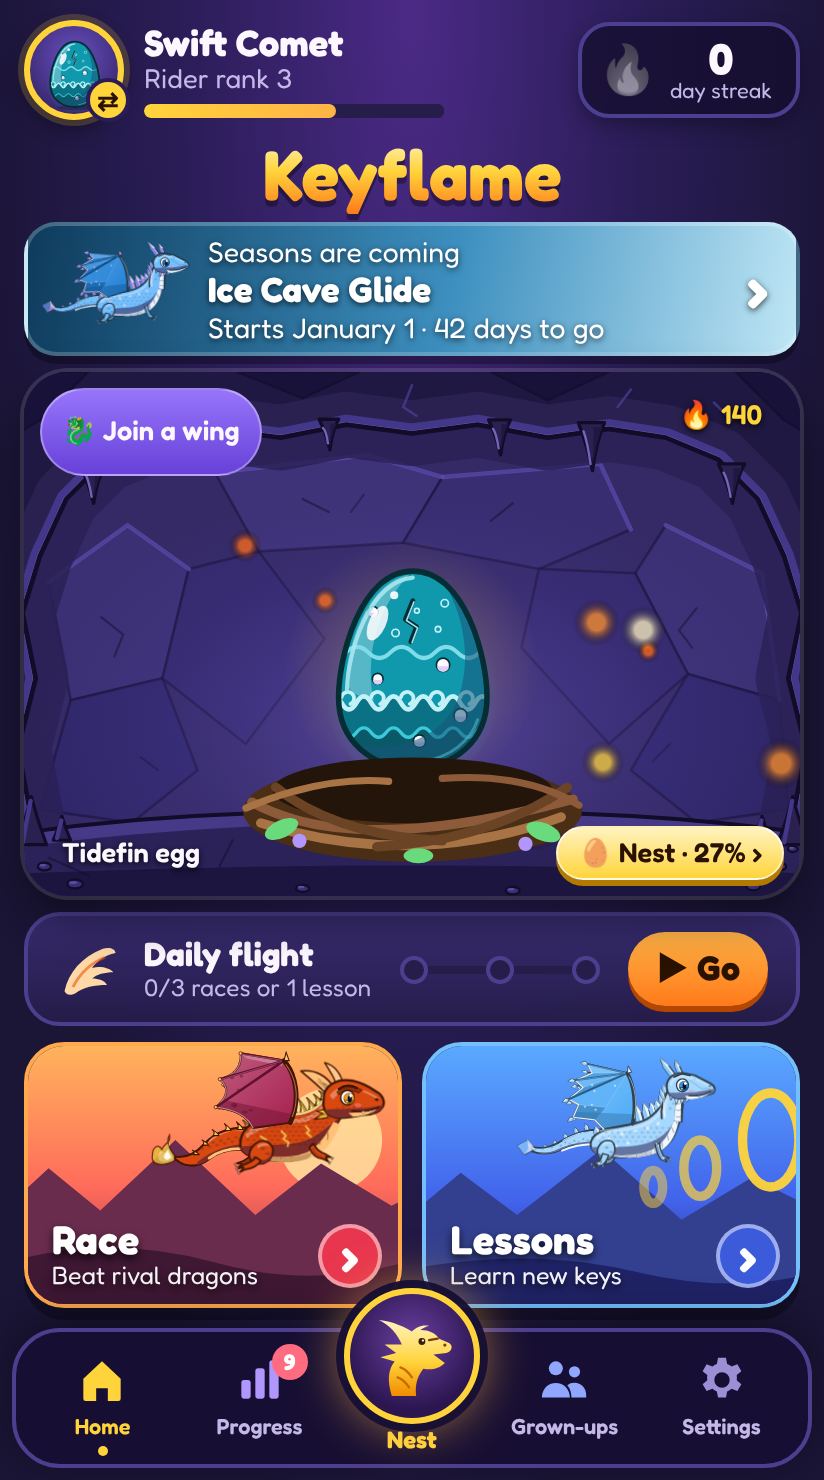 Swift Comet
Rider rank 3
0
day streak
Keyflame
Seasons are coming
Ice Cave Glide
Starts January 1 · 42 days to go
Join a wing
140
Tidefin egg
Nest · 27% ›
Daily flight
0/3 races or 1 lesson
Go
Race
Beat rival dragons
Lessons
Learn new keys
9
Home
Progress
Nest
Grown-ups
Settings